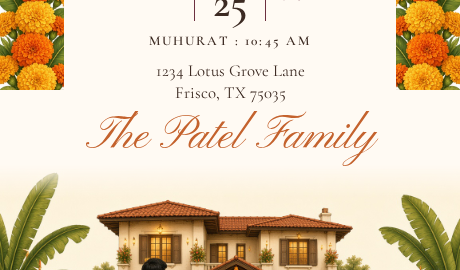 25
MUHURAT : 10:45 AM
1234 Lotus Grove Lane
Frisco, TX 75035
The Patel Family